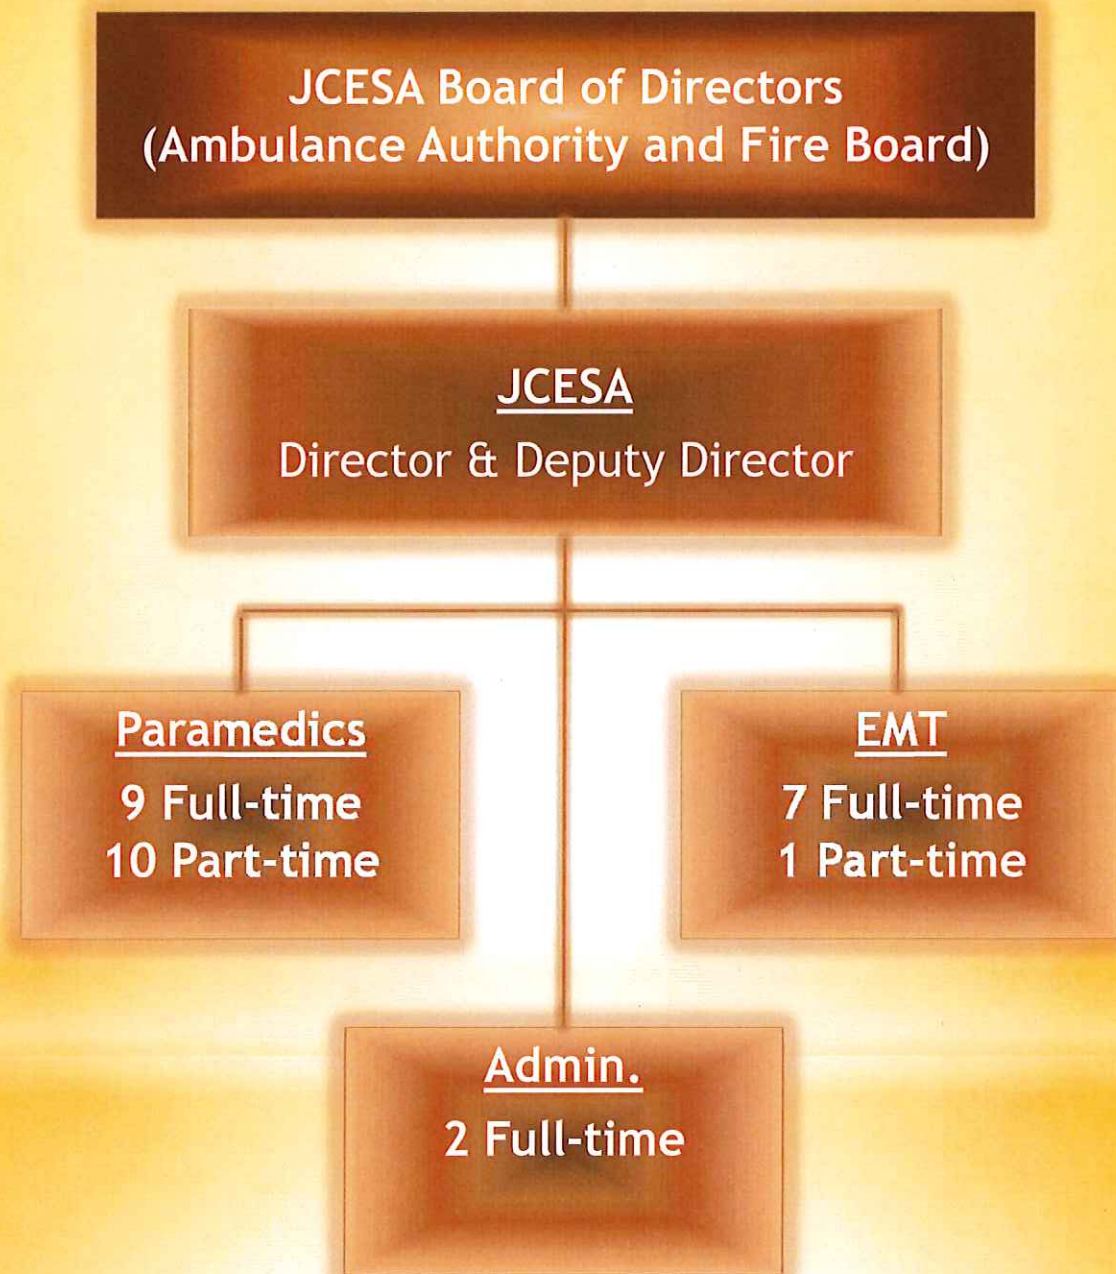 JCESA Board of Directors
(Ambulance Authority and Fire Board)
JCESA
Director & Deputy Director
Paramedics
9 Full-time
10 Part-time
EMT
7 Full-time
1 Part-time
Admin.
2 Full-time